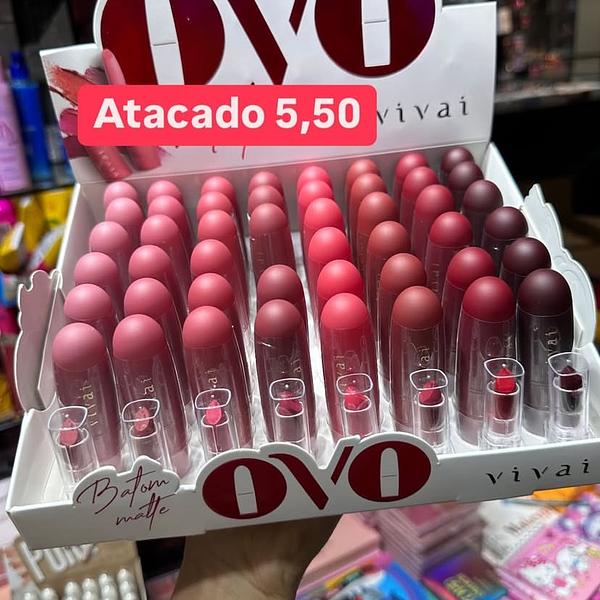 OVO
Atacado 5,50
vivai
Batom
matte
OVO
vivai